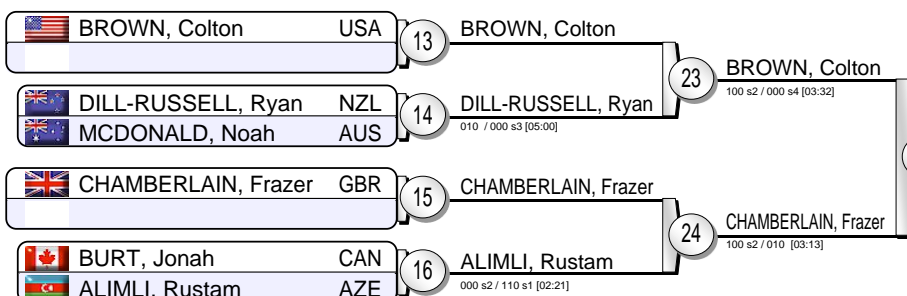 BROWN, Colton USA
13
BROWN, Colton
DILL-RUSSELL, Ryan NZL
MCDONALD, Noah AUS
14
DILL-RUSSELL, Ryan
010 / 000 s3 [05:00]
23
BROWN, Colton
100 s2 / 000 s4 [03:32]
CHAMBERLAIN, Frazer GBR
15
CHAMBERLAIN, Frazer
BURT, Jonah CAN
ALIMLI, Rustam AZE
16
ALIMLI, Rustam
000 s2 / 110 s1 [02:21]
24
CHAMBERLAIN, Frazer
100 s2 / 010 [03:13]